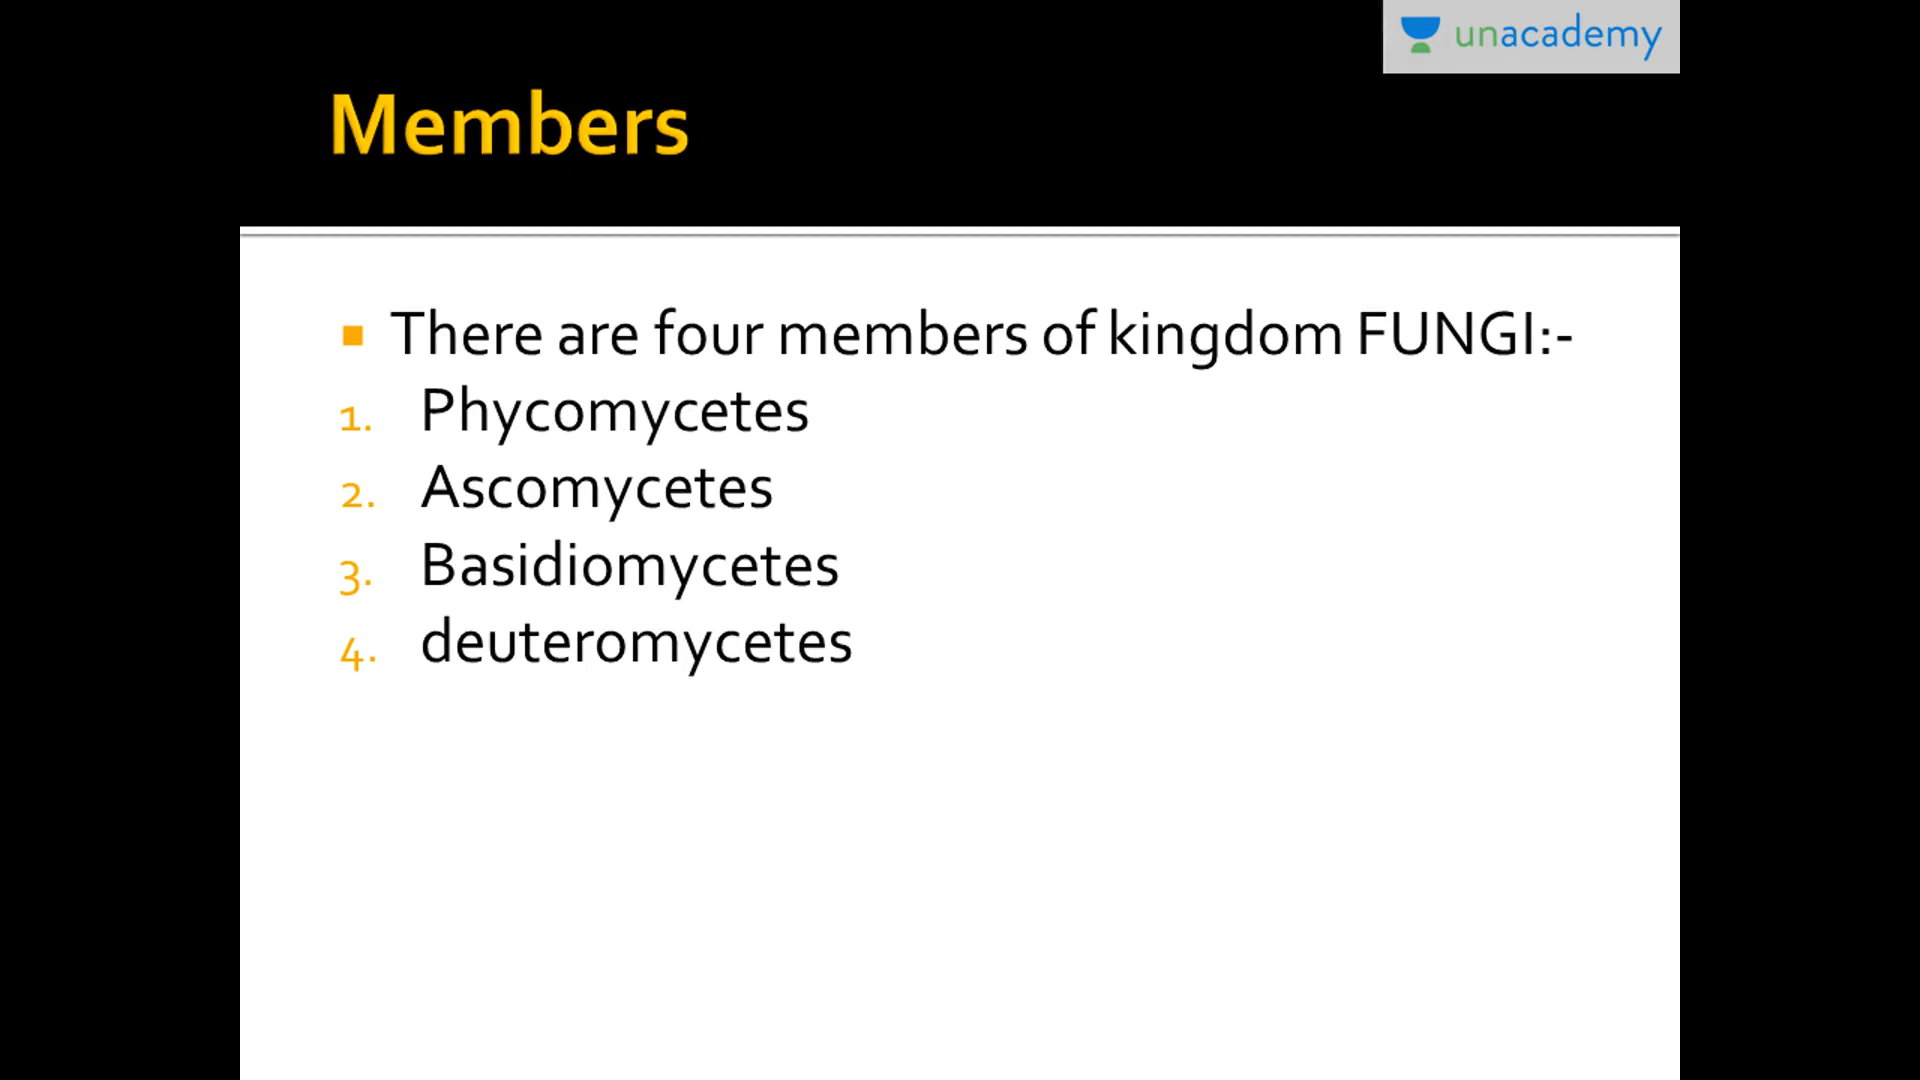 unacademy
Members
There are four members of kingdom FUNGI:-
1. Phycomycetes
2. Ascomycetes
3. Basidiomycetes
4. deuteromycetes